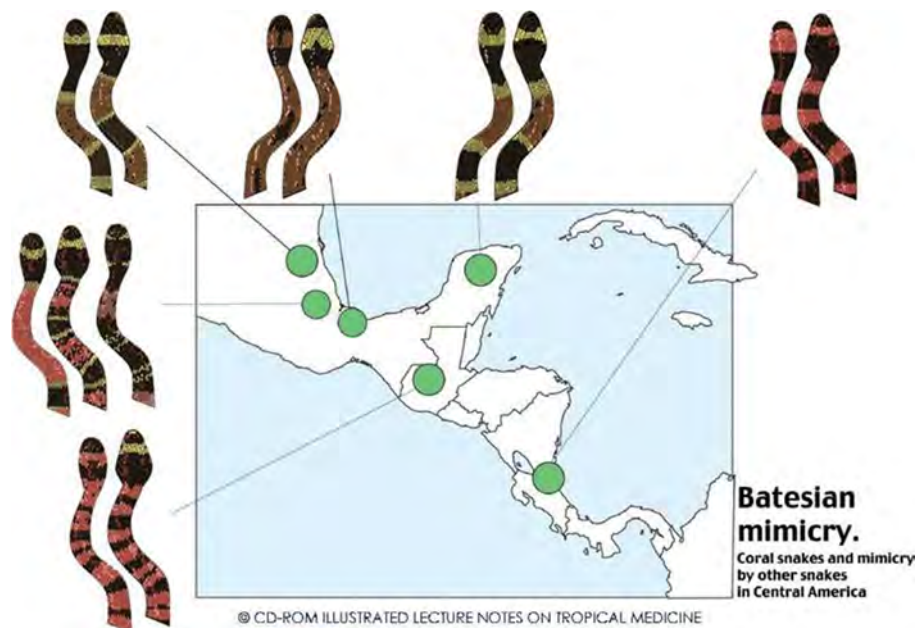 Batesian
mimicry.
Coral snakes and mimicry
by other snakes
in Central America
© CD-ROM ILLUSTRATED LECTURE NOTES ON TROPICAL MEDICINE